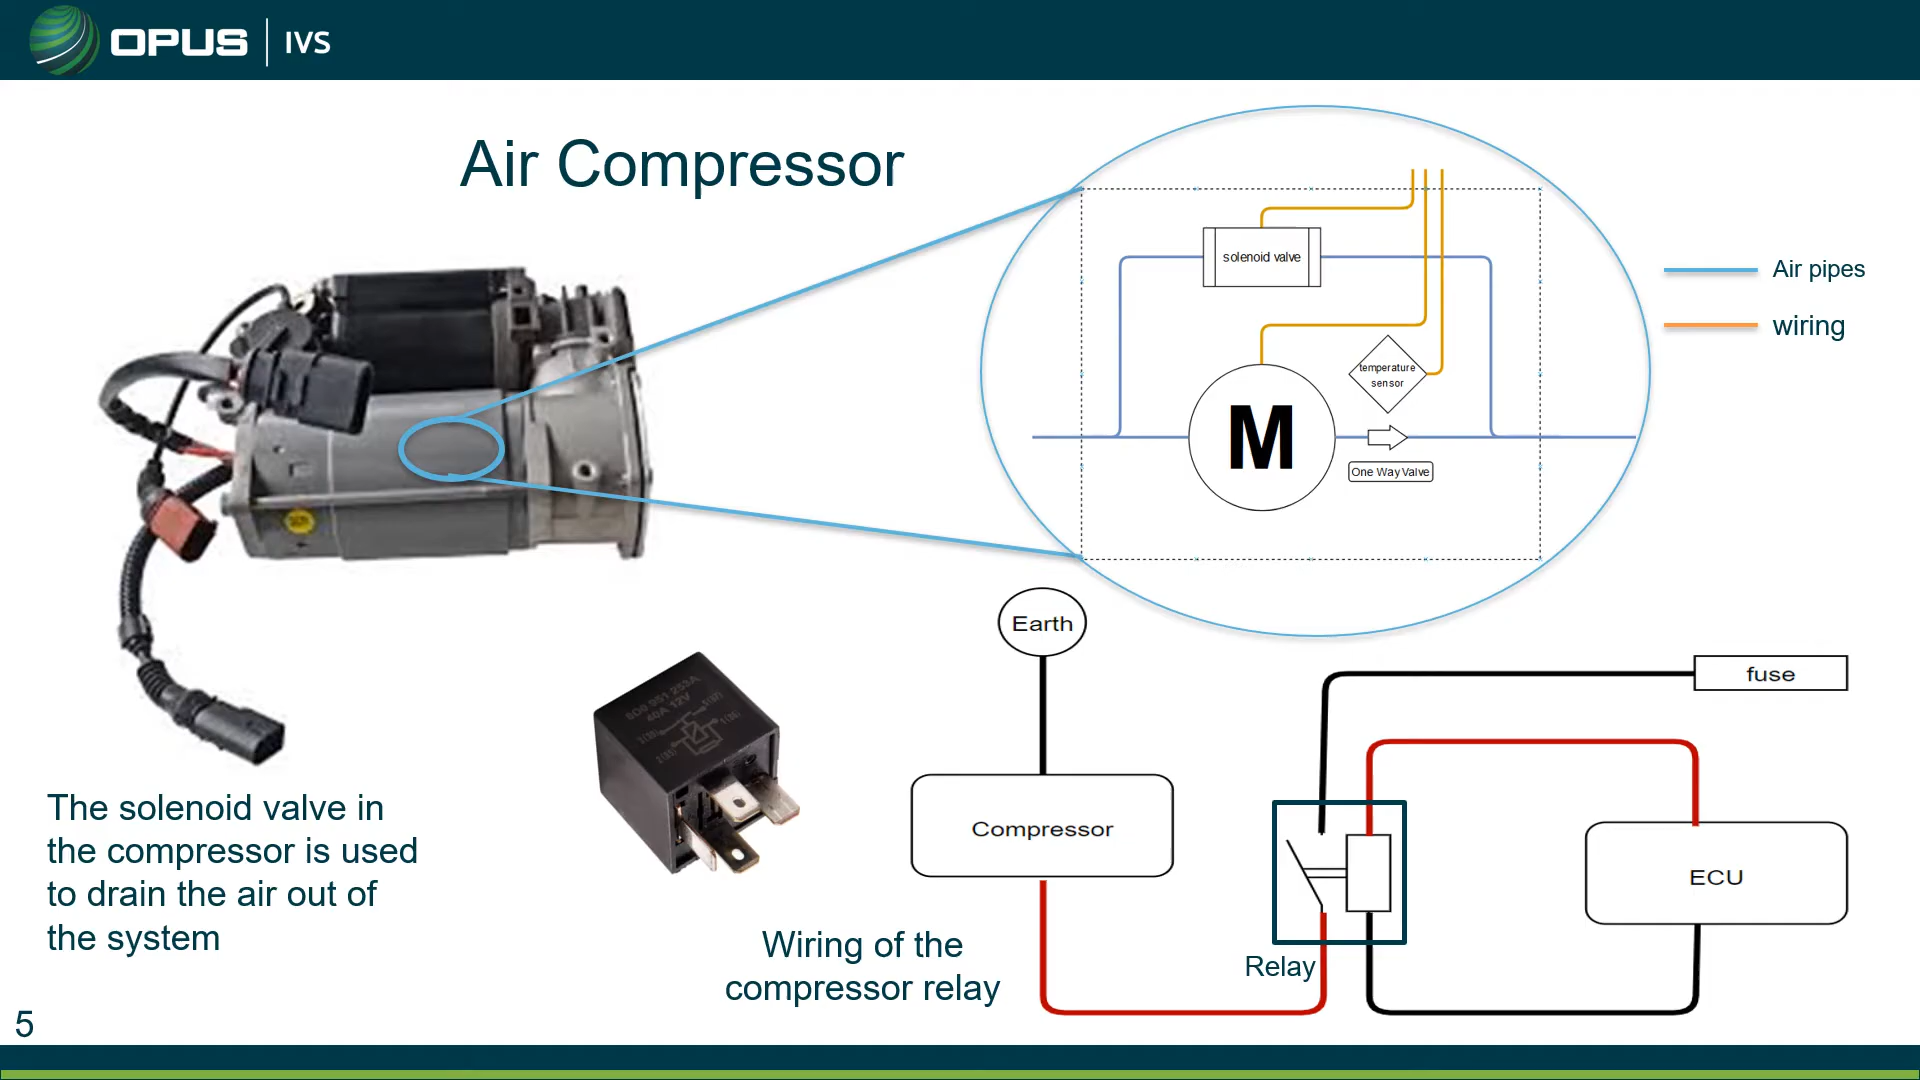 OPUS IVS
Air Compressor
solenoid valve
temperature
sensor
M
One Way Valve
Air pipes
wiring
The solenoid valve in
the compressor is used
to drain the air out of
the system
40A 12V
Wiring of the
compressor relay
Earth
Compressor
fuse
ECU
Relay
5